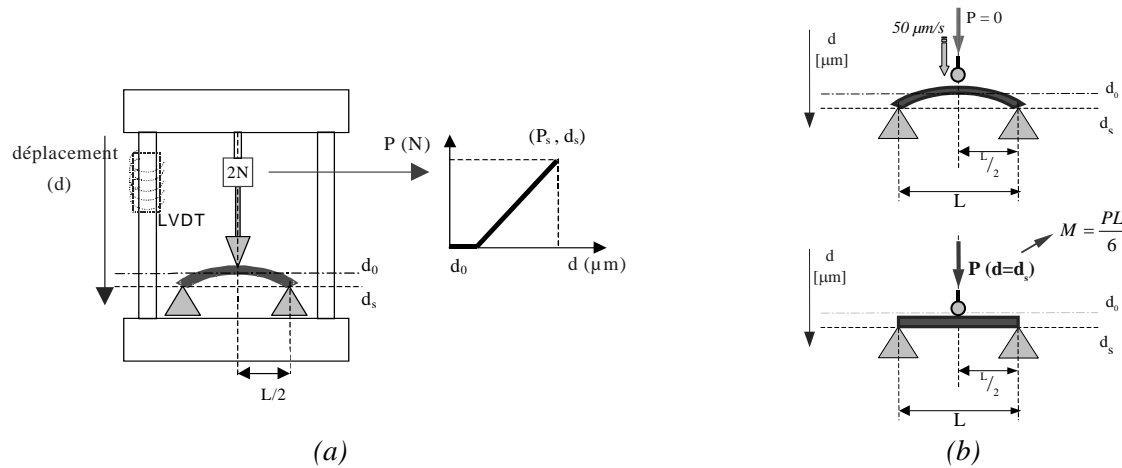 déplacement
(d)
LVDT
2N
d0
ds
L/2
(a)
P (N)
(Ps , ds)
d0
d (µm)
d
[µm]
50 µm/s
P = 0
d0
ds
L/2
L
M = PL/6
d
[µm]
P (d=ds)
d0
ds
L/2
L
(b)